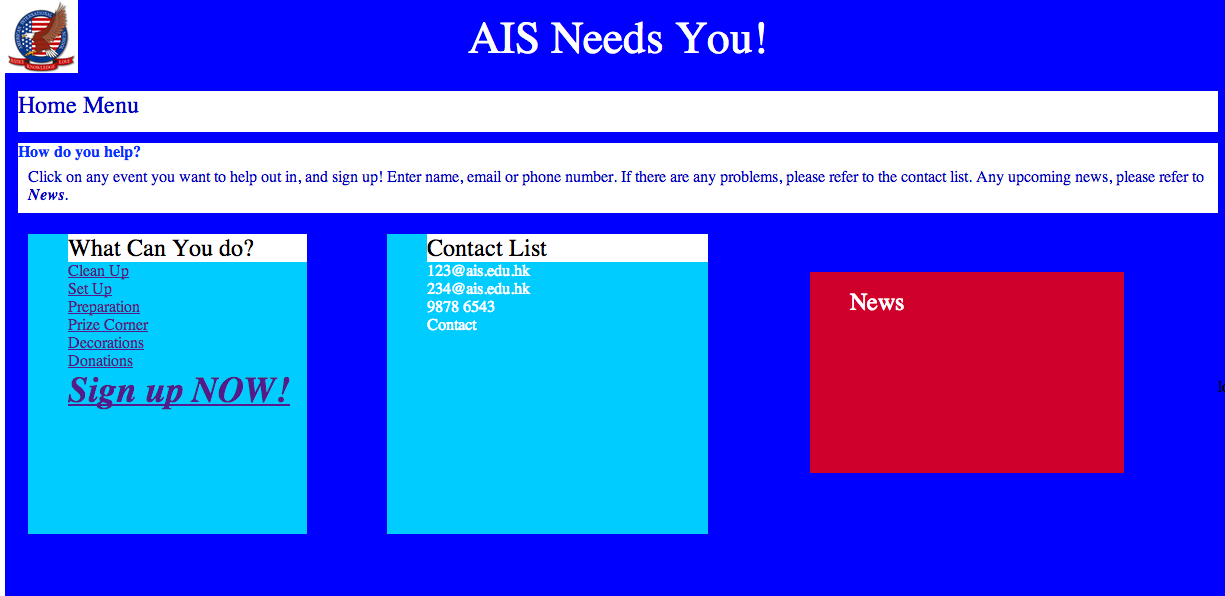 AIS Needs You!
Home Menu
How do you help?
Click on any event you want to help out in, and sign up! Enter name, email or phone number. If there are any problems, please refer to the contact list. Any upcoming news, please refer to
News.
What Can You do?
Clean Up
Set Up
Preparation
Prize Corner
Decorations
Donations
Sign up NOW!
Contact List
123@ais.edu.hk
234@ais.edu.hk
9878 6543
Contact
News